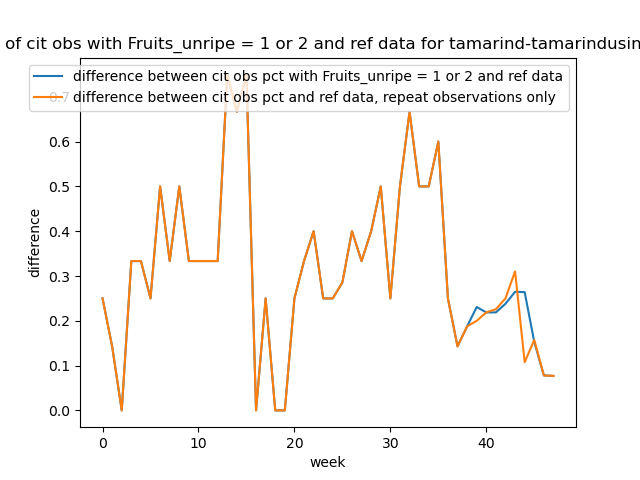 of cit obs with Fruits_unripe = 1 or 2 and ref data for tamarind-tamarindusin
difference between cit obs pct with Fruits_unripe = 1 or 2 and ref data
difference between cit obs pct and ref data, repeat observations only
0.7
0.6
0.5
0.4
0.3
0.2
0.1
0.0
difference
0 10 20 30 40
week